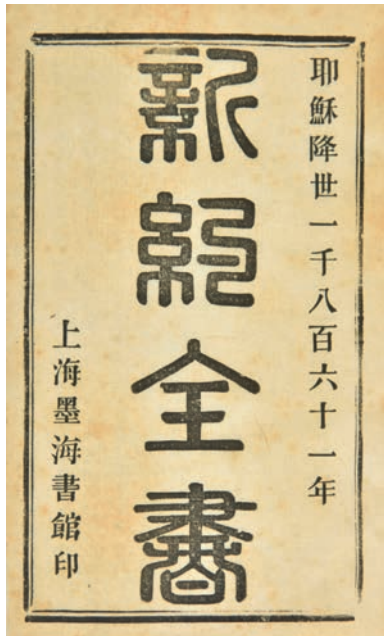 耶穌降世一千八百六十一年
新約全書
上海墨海書館印